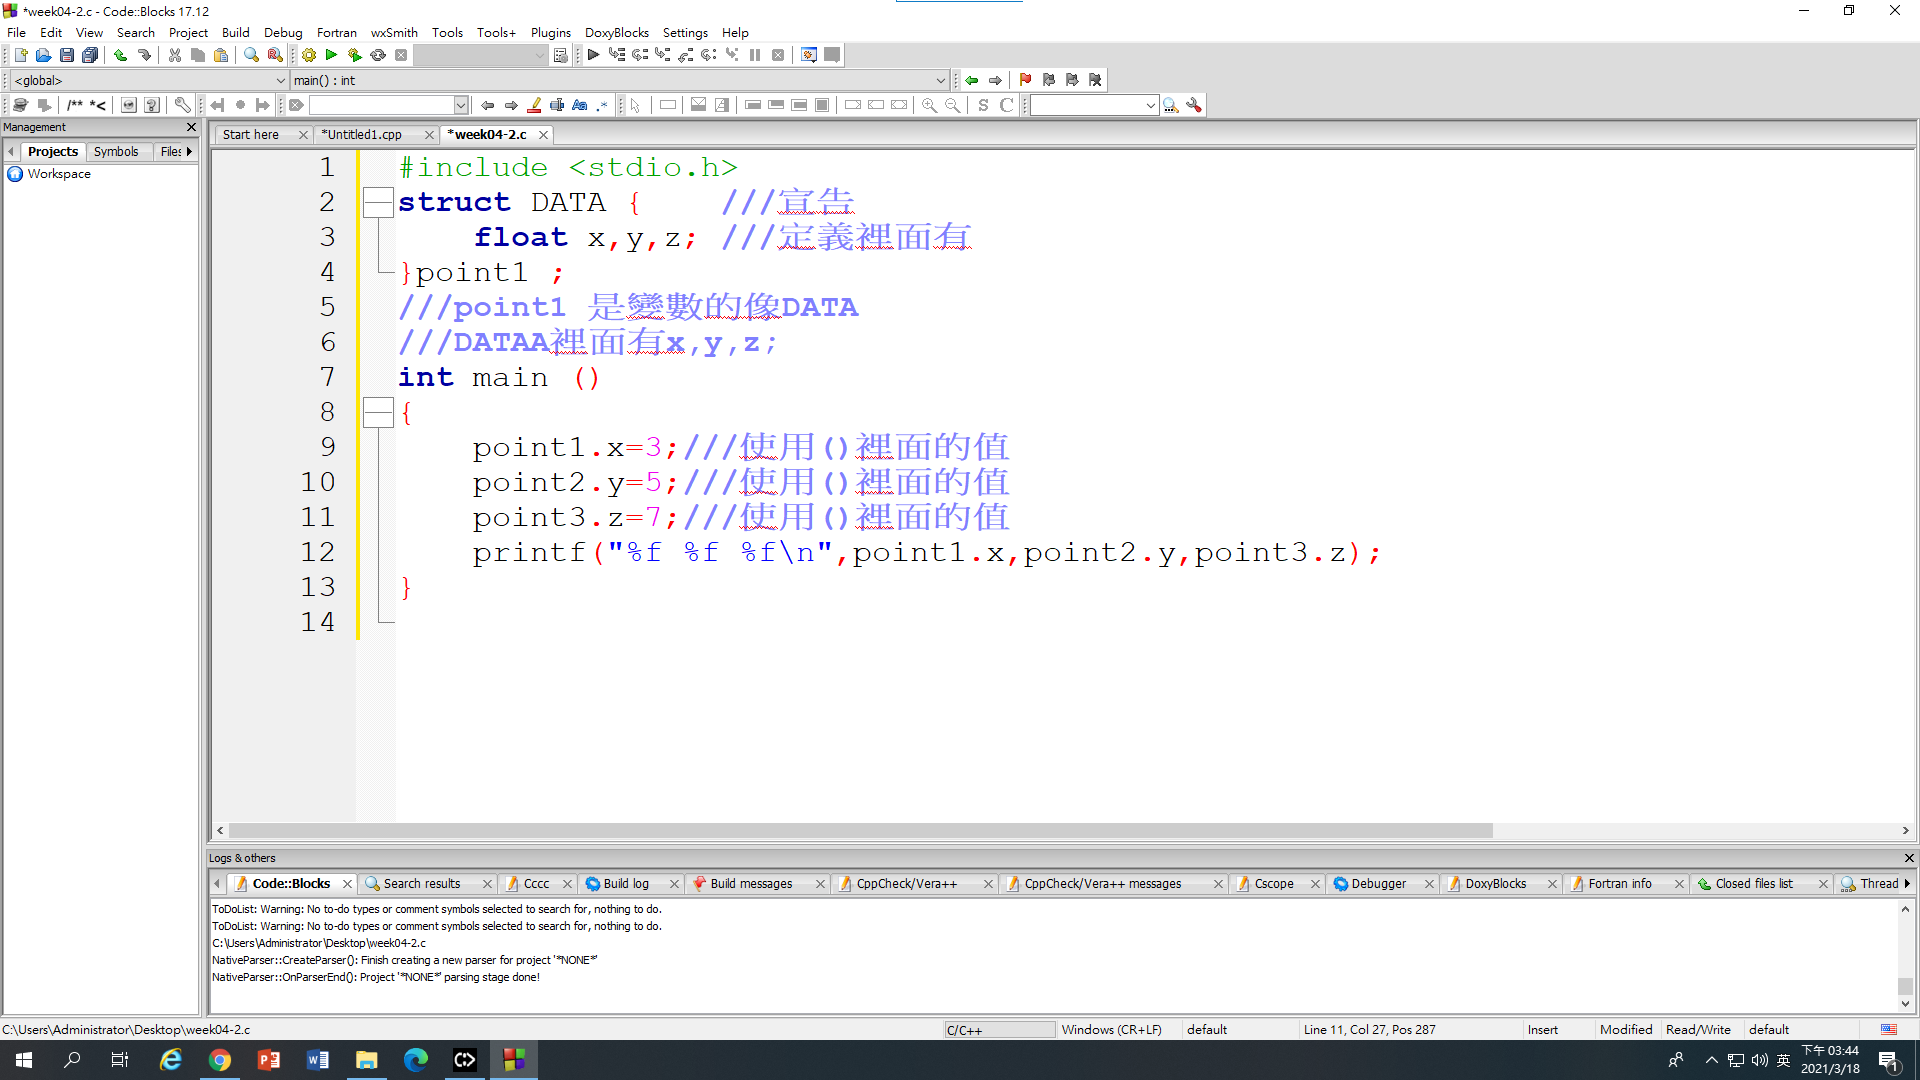 *week04-2.c - Code::Blocks 17.12
File Edit View Search Project Build Debug Fortran wxSmith Tools Tools+ Plugins DoxyBlocks Settings Help
<global> main() : int
/** *<
S C
Management
Start here *Untitled1.cpp *week04-2.c
Projects Symbols Files
Workspace
1 #include <stdio.h>
2 struct DATA { ///宣告
3 float x,y,z; ///定義裡面有
4 }point1 ;
5 ///point1 是變數的像DATA
6 ///DATAA裡面有x,y,z;
7 int main ()
8 {
9 point1.x=3;///使用()裡面的值
10 point2.y=5;///使用()裡面的值
11 point3.z=7;///使用()裡面的值
12 printf("%f %f %f\n",point1.x,point2.y,point3.z);
13 }
14
Logs & others
Code::Blocks Search results Cccc Build log Build messages CppCheck/Vera++ CppCheck/Vera++ messages Cscope Debugger DoxyBlocks Fortran info Closed files list Thread
ToDoList: Warning: No to-do types or comment symbols selected to search for, nothing to do.
ToDoList: Warning: No to-do types or comment symbols selected to search for, nothing to do.
C:\Users\Administrator\Desktop\week04-2.c
NativeParser::CreateParser(): Finish creating a new parser for project '*NONE*'
NativeParser::OnParserEnd(): Project '*NONE*' parsing stage done!
C:\Users\Administrator\Desktop\week04-2.c C/C++ Windows (CR+LF) default Line 11, Col 27, Pos 287 Insert Modified Read/Write default
英 下午 03:44
2021/3/18
1